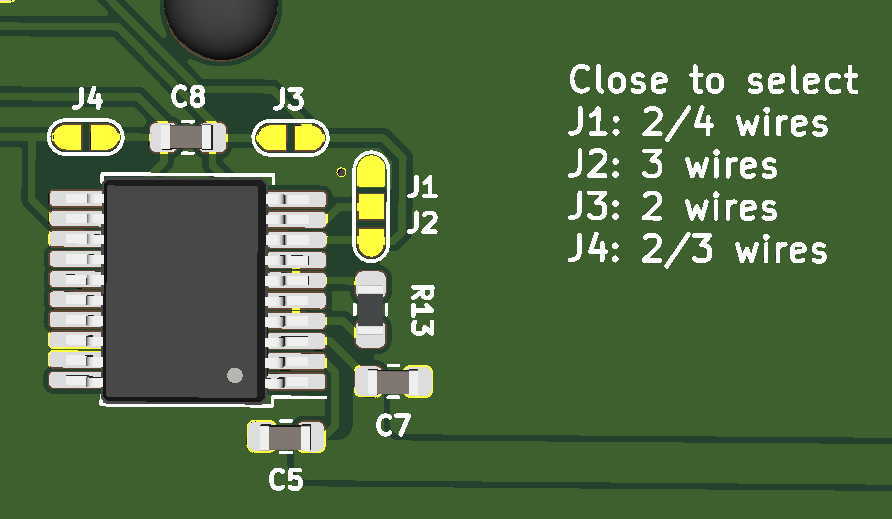 J4
C8
J3
Close to select
J1: 2/4 wires
J2: 3 wires
J3: 2 wires
J4: 2/3 wires
J1
J2
R13
C7
C5